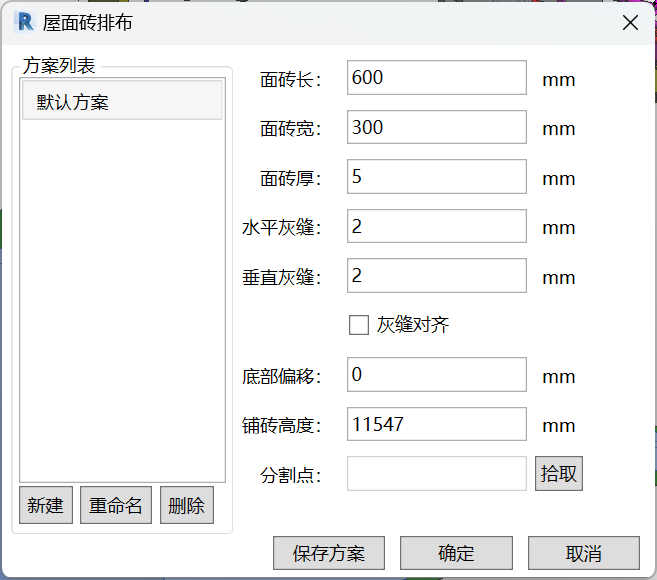 R 屋面砖排布
方案列表
默认方案
新建 重命名 删除
面砖长： 600 mm
面砖宽： 300 mm
面砖厚： 5 mm
水平灰缝： 2 mm
垂直灰缝： 2 mm
灰缝对齐
底部偏移： 0 mm
铺砖高度： 11547 mm
分割点： 拾取
保存方案 确定 取消